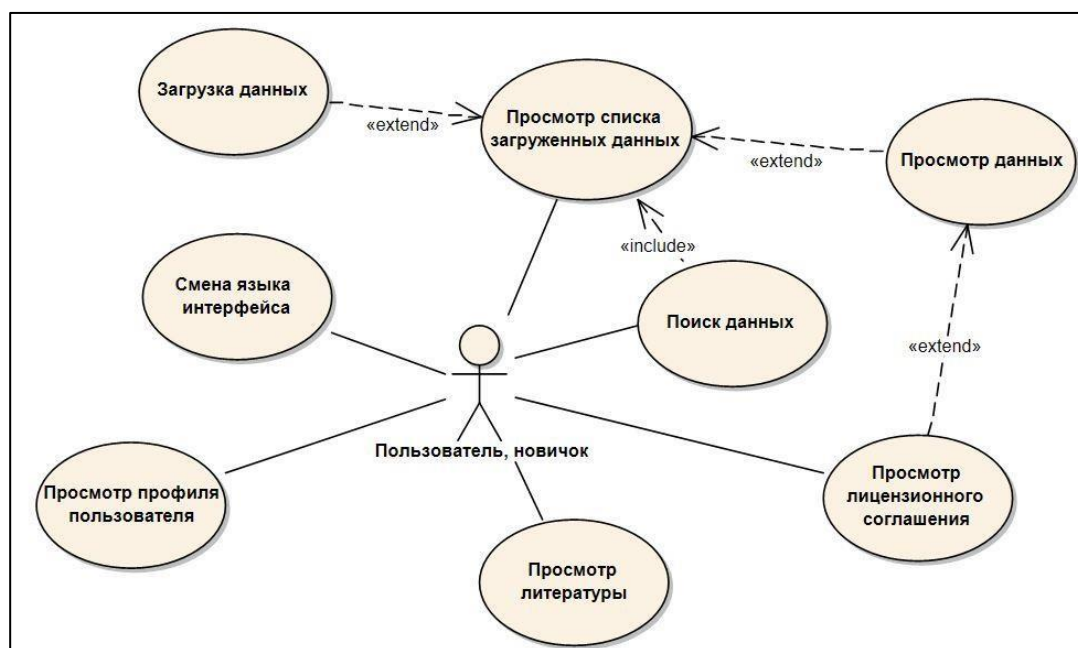 Загрузка данных
«extend»
Просмотр списка
загруженных данных
«extend»
Просмотр данных
«include»
Смена языка
интерфейса
Поиск данных
«extend»
Пользователь, новичок
Просмотр профиля
пользователя
Просмотр
лицензионного
соглашения
Просмотр
литературы